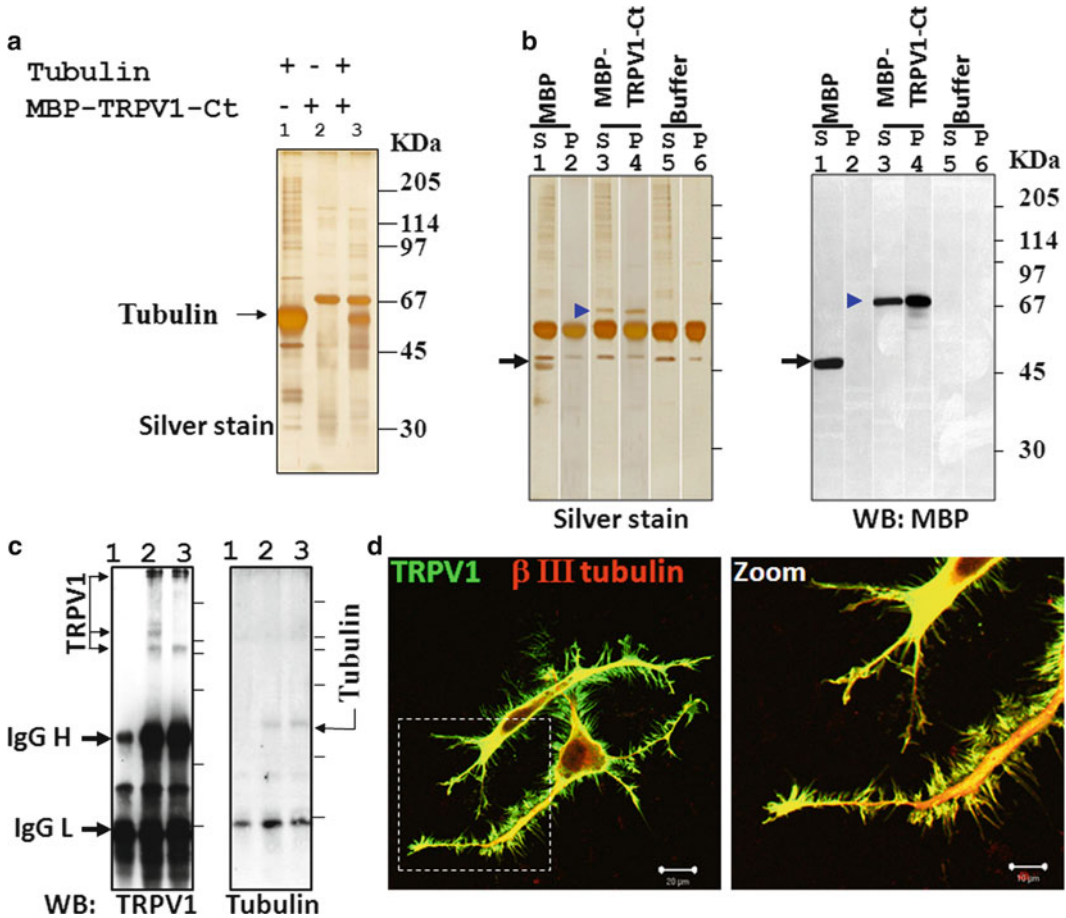 a
Tubulin + - +
MBP-TRPV1-Ct - + +
1 2 3
KDa
205
114
97
67
45
30
Tubulin
Silver stain
b
MBP
MBP-
TRPV1-Ct
Buffer
S P S P S P
1 2 3 4 5 6
Silver stain
MBP
MBP-
TRPV1-Ct
Buffer
S P S P S P
1 2 3 4 5 6
KDa
205
114
97
67
45
30
WB: MBP
c
1 2 3
TRPV1
IgG H
IgG L
1 2 3
Tubulin
WB: TRPV1 Tubulin
d
TRPV1 β III tubulin
20 µm
Zoom
10 µm